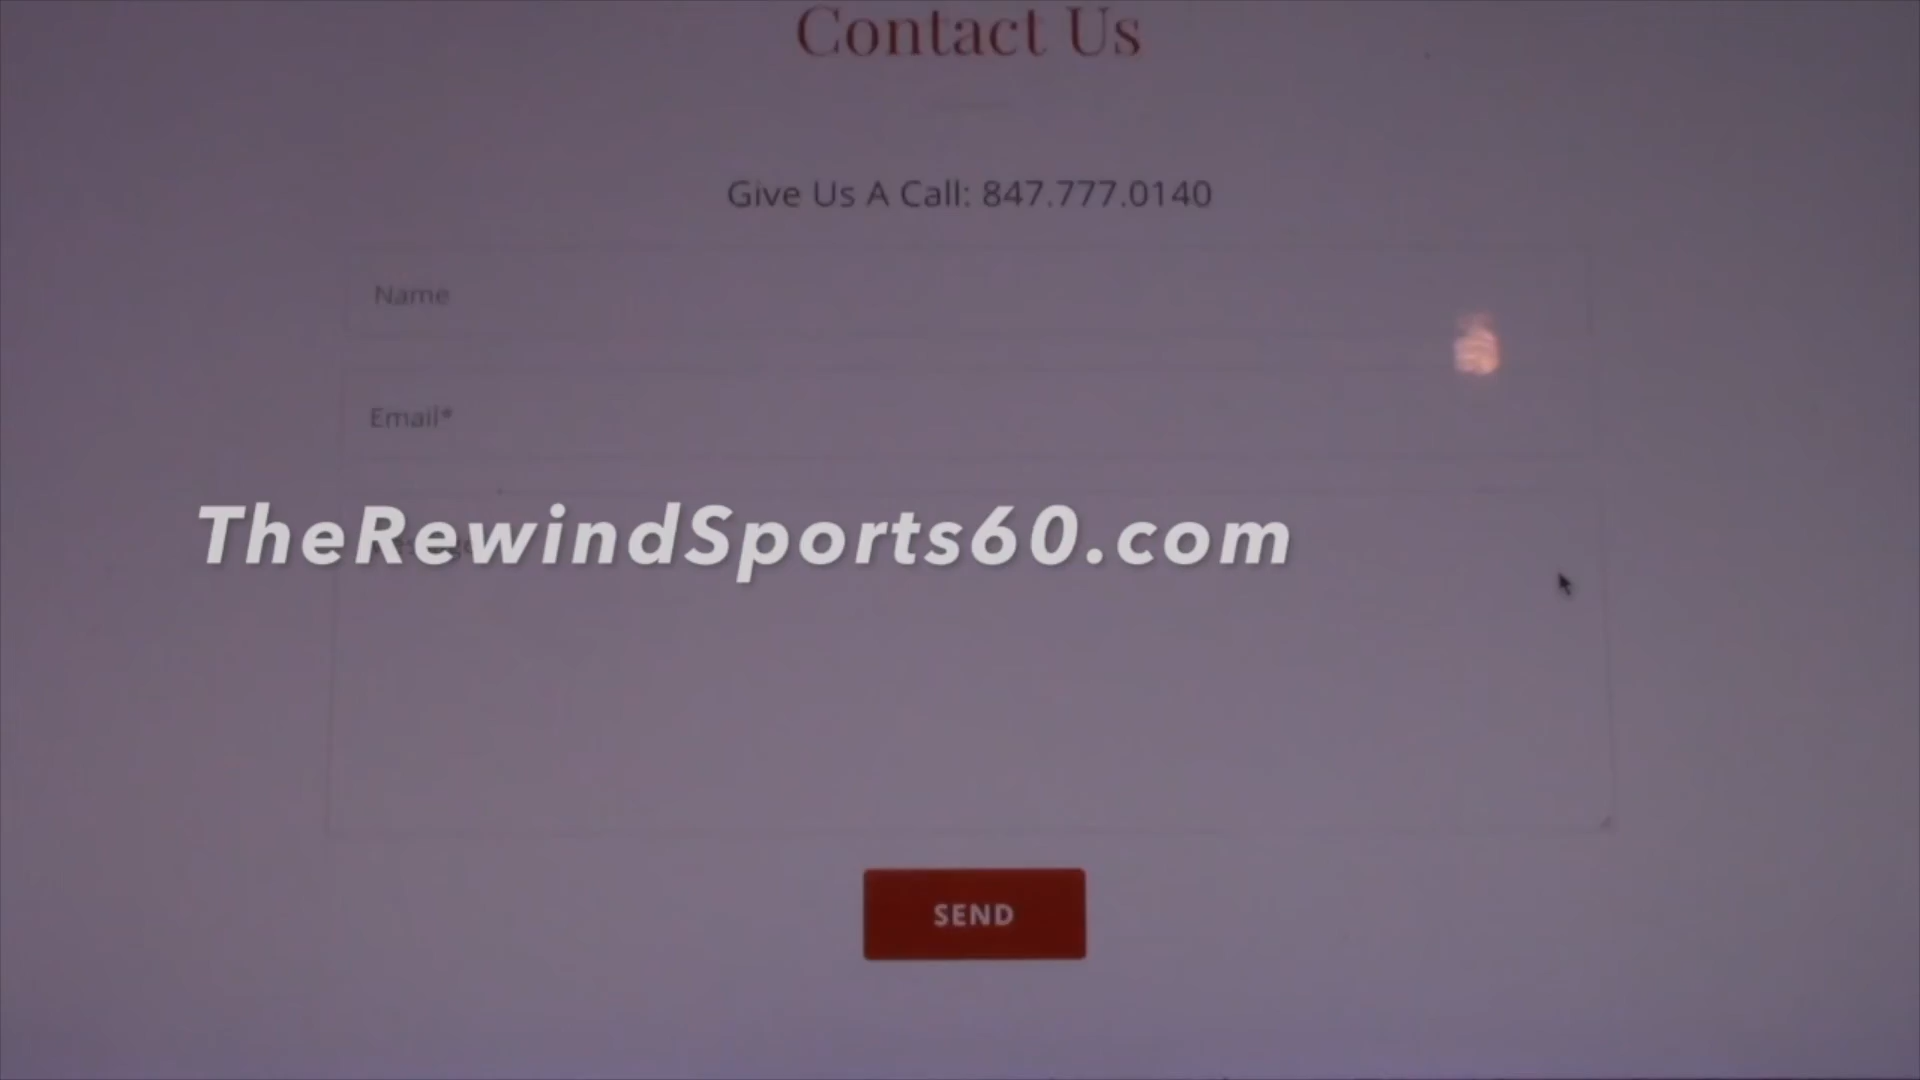 Contact Us
Give Us A Call: 847.777.0140
Name
Email*
TheRewindSports60.com
SEND